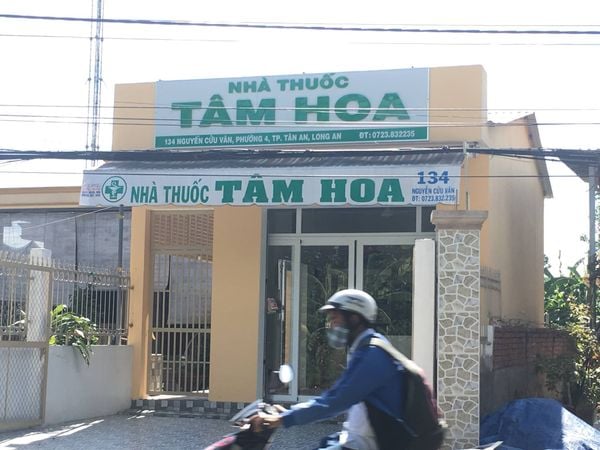 NHÀ THUỐC
TÂM HOA
134 NGUYỄN CỬU VÂN, PHƯỜNG 4, TP. TÂN AN, LONG AN ĐT: 0723.832235
NHÀ THUỐC TÂM HOA
134
NGUYỄN CỬU VÂN
ĐT: 0723.832.235